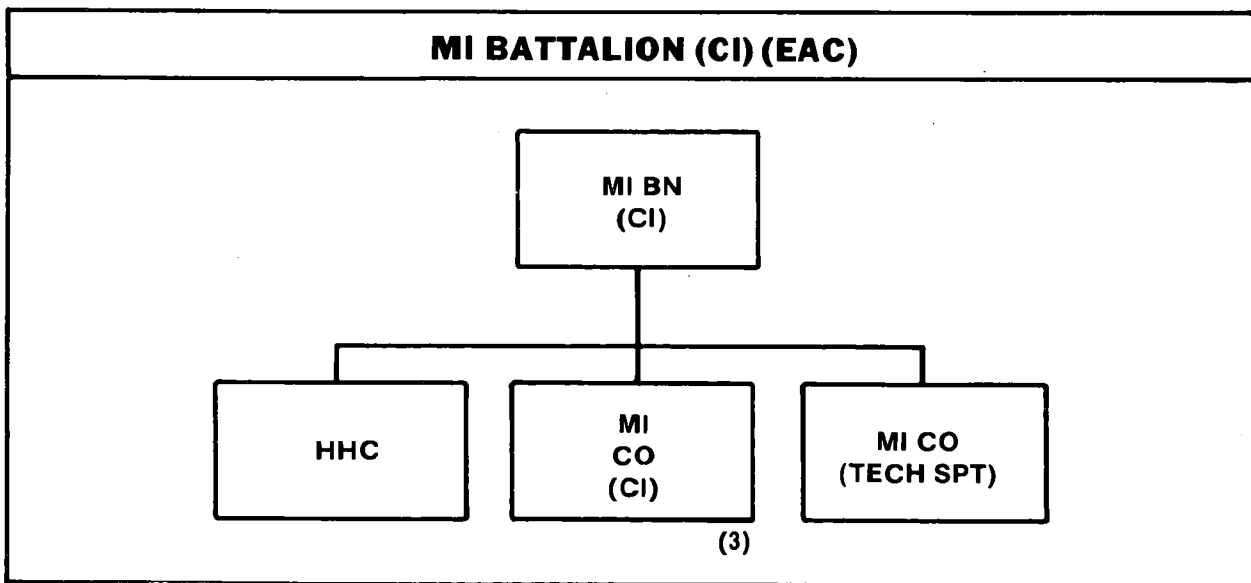 MI BATTALION (CI) (EAC)
MI BN
(CI)
HHC
MI
CO
(CI)
(3)
MI CO
(TECH SPT)